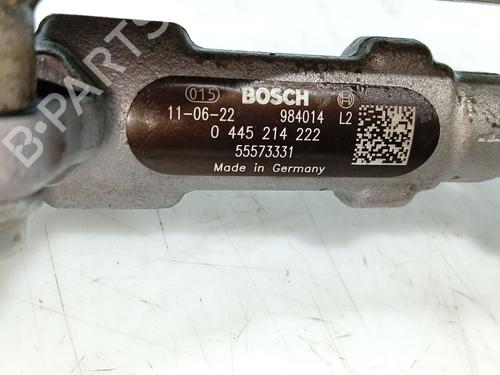 015 BOSCH
11-06-22 984014 L2
0 445 214 222
55573331
Made in Germany
B-PARTS